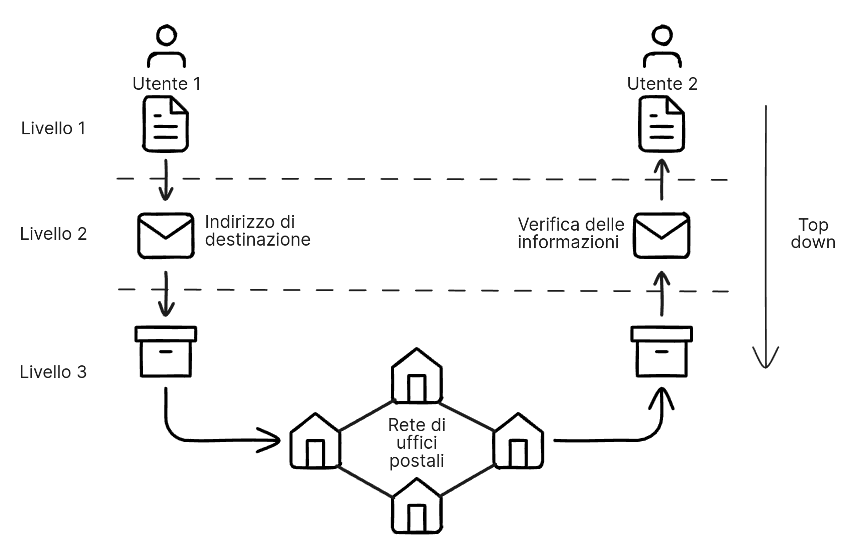 Utente 1
Utente 2
Livello 1
Livello 2
Indirizzo di
destinazione
Verifica delle
informazioni
Top
down
Livello 3
Rete di
uffici
postali